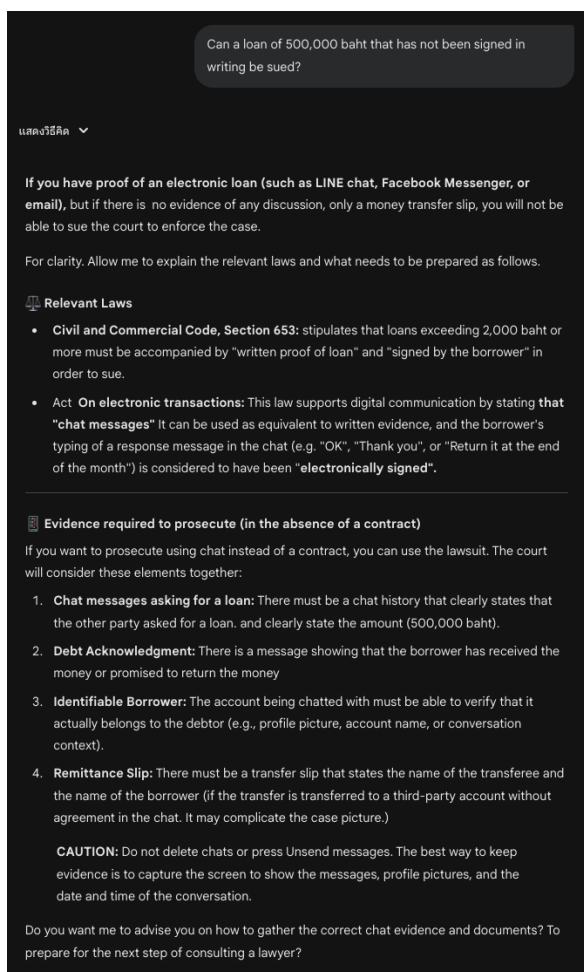 Can a loan of 500,000 baht that has not been signed in
writing be sued?
แสดงวิธีคิด
If you have proof of an electronic loan (such as LINE chat, Facebook Messenger, or
email), but if there is no evidence of any discussion, only a money transfer slip, you will not be
able to sue the court to enforce the case.
For clarity. Allow me to explain the relevant laws and what needs to be prepared as follows.
Relevant Laws
• Civil and Commercial Code, Section 653: stipulates that loans exceeding 2,000 baht or
more must be accompanied by "written proof of loan" and "signed by the borrower" in
order to sue.
• Act On electronic transactions: This law supports digital communication by stating that
"chat messages" It can be used as equivalent to written evidence, and the borrower's
typing of a response message in the chat (e.g. "OK", "Thank you", or "Return it at the end
of the month") is considered to have been "electronically signed".
Evidence required to prosecute (in the absence of a contract)
If you want to prosecute using chat instead of a contract, you can use the lawsuit. The court
will consider these elements together:
1. Chat messages asking for a loan: There must be a chat history that clearly states that
the other party asked for a loan. and clearly state the amount (500,000 baht).
2. Debt Acknowledgment: There is a message showing that the borrower has received the
money or promised to return the money
3. Identifiable Borrower: The account being chatted with must be able to verify that it
actually belongs to the debtor (e.g., profile picture, account name, or conversation
context).
4. Remittance Slip: There must be a transfer slip that states the name of the transferee and
the name of the borrower (if the transfer is transferred to a third-party account without
agreement in the chat. It may complicate the case picture.)
CAUTION: Do not delete chats or press Unsend messages. The best way to keep
evidence is to capture the screen to show the messages, profile pictures, and the
date and time of the conversation.
Do you want me to advise you on how to gather the correct chat evidence and documents? To
prepare for the next step of consulting a lawyer?